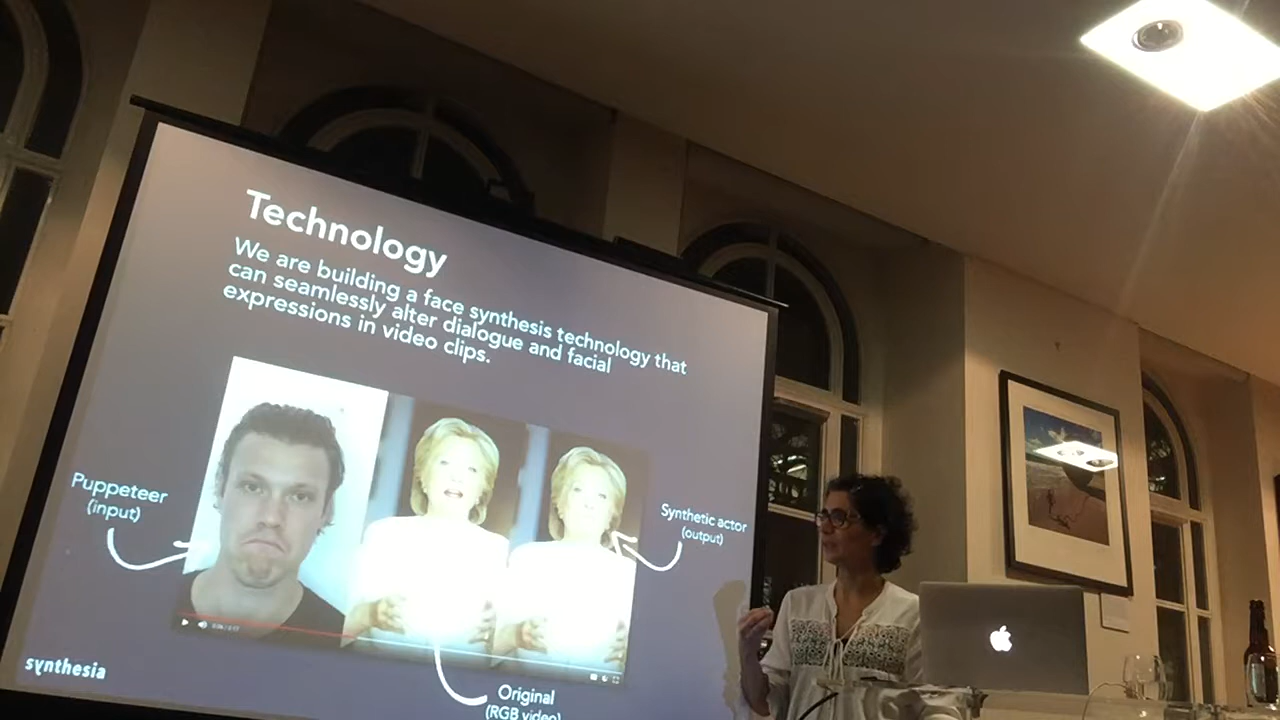 Technology
We are building a face synthesis technology that
can seamlessly alter dialogue and facial
expressions in video clips.
Puppeteer
(input)
Synthetic actor
(output)
Original
(RGB video)
synthesia